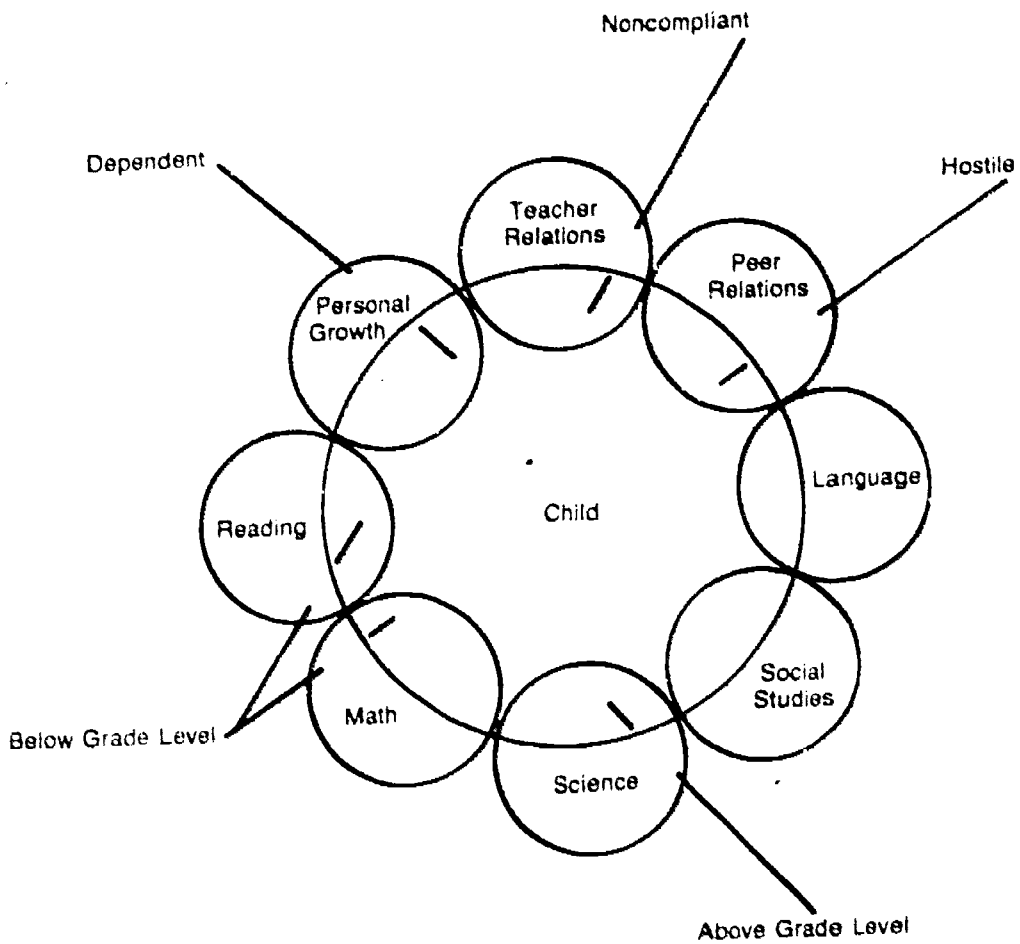 Noncompliant
Dependent
Hostile
Teacher
Relations
Peer
Relations
Personal
Growth
Language
Child
Reading
Social
Studies
Math
Below Grade Level
Science
Above Grade Level